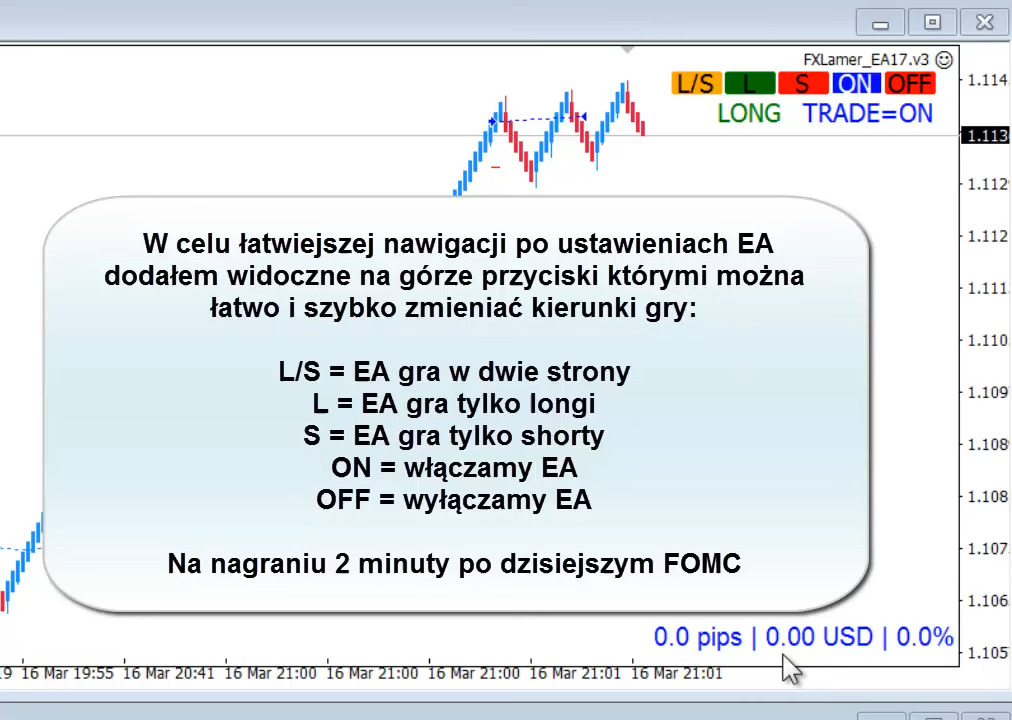 FXLamer_EA17.v3
L/S L S ON OFF
LONG TRADE=ON
1.114
1.113
1.112
1.112
1.111
1.110
1.109
1.108
1.108
1.107
1.106
1.105
W celu łatwiejszej nawigacji po ustawieniach EA
dodałem widoczne na górze przyciski którymi można
łatwo i szybko zmieniać kierunki gry:
L/S = EA gra w dwie strony
L = EA gra tylko longi
S = EA gra tylko shorty
ON = włączamy EA
OFF = wyłączamy EA
Na nagraniu 2 minuty po dzisiejszym FOMC
0.0 pips | 0.00 USD | 0.0%
16 Mar 19:55 16 Mar 20:41 16 Mar 21:00 16 Mar 21:00 16 Mar 21:00 16 Mar 21:01 16 Mar 21:01